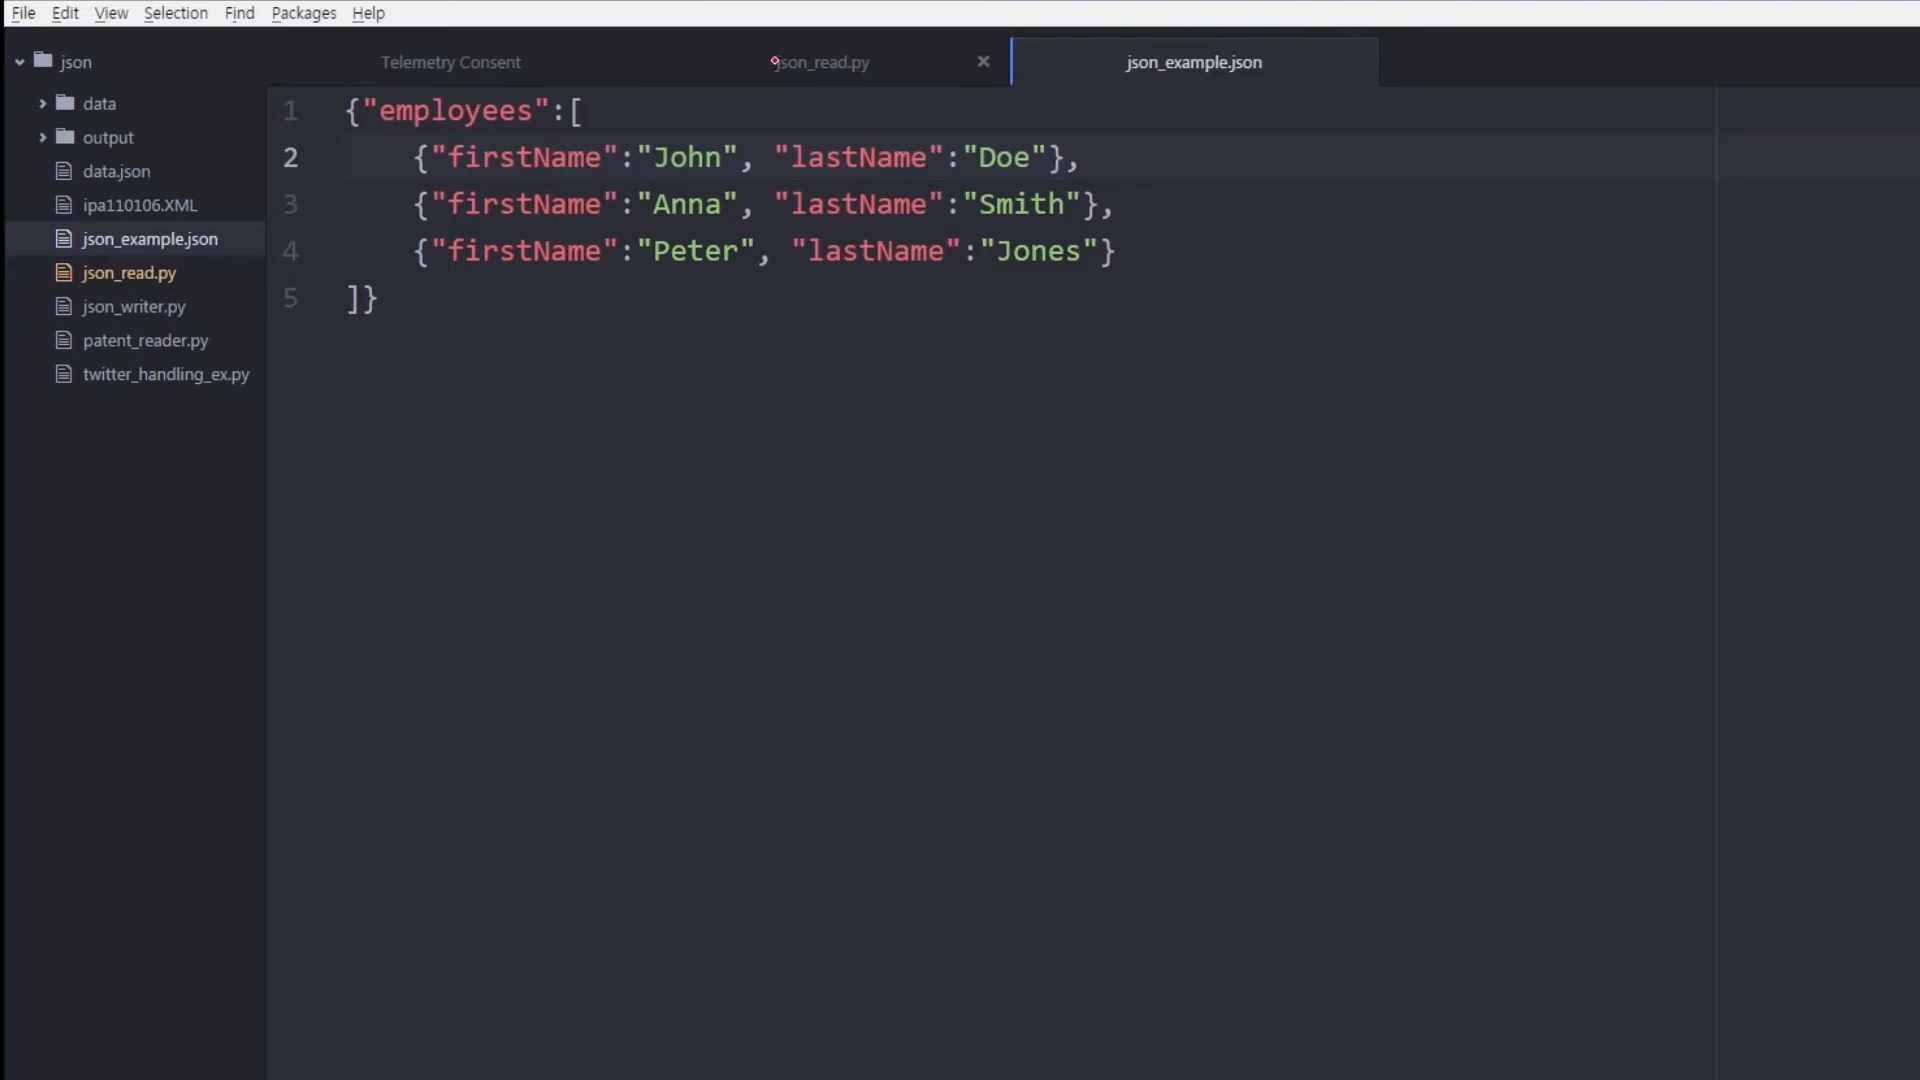 File Edit View Selection Find Packages Help
json
Telemetry Consent
json_read.py
json_example.json
data
output
data.json
ipa110106.XML
json_example.json
json_read.py
json_writer.py
patent_reader.py
twitter_handling_ex.py
1 {"employees":[
2 {"firstName":"John", "lastName":"Doe"},
3 {"firstName":"Anna", "lastName":"Smith"},
4 {"firstName":"Peter", "lastName":"Jones"}
5 ]}